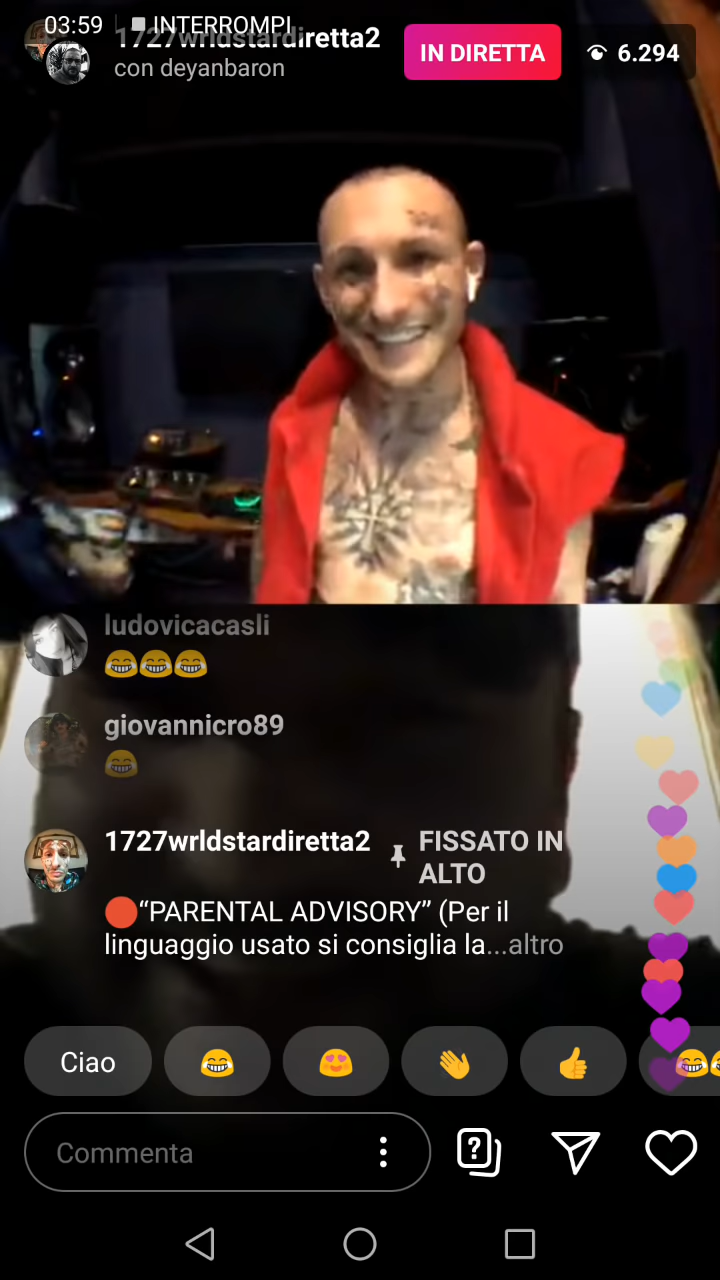 03:59 INTERROMPI
1727wrldstardiretta2
con deyanbaron
IN DIRETTA
6.294
ludovicacasli
😂😂😂
giovannicro89
😂
1727wrldstardiretta2 FISSATO IN
ALTO
🔴“PARENTAL ADVISORY” (Per il
linguaggio usato si consiglia la...altro
Ciao 😂 😍 👋 👍 😂
Commenta